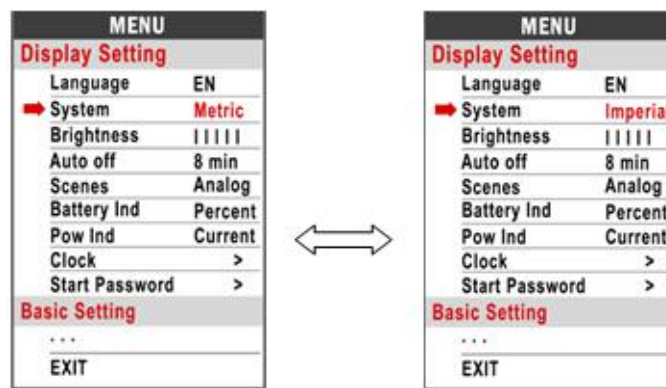 MENU
Display Setting
Language EN
System Metric
Brightness | | | | |
Auto off 8 min
Scenes Analog
Battery Ind Percent
Pow Ind Current
Clock >
Start Password >
Basic Setting
...
EXIT
MENU
Display Setting
Language EN
System Imperia
Brightness | | | | |
Auto off 8 min
Scenes Analog
Battery Ind Percent
Pow Ind Current
Clock >
Start Password >
Basic Setting
...
EXIT